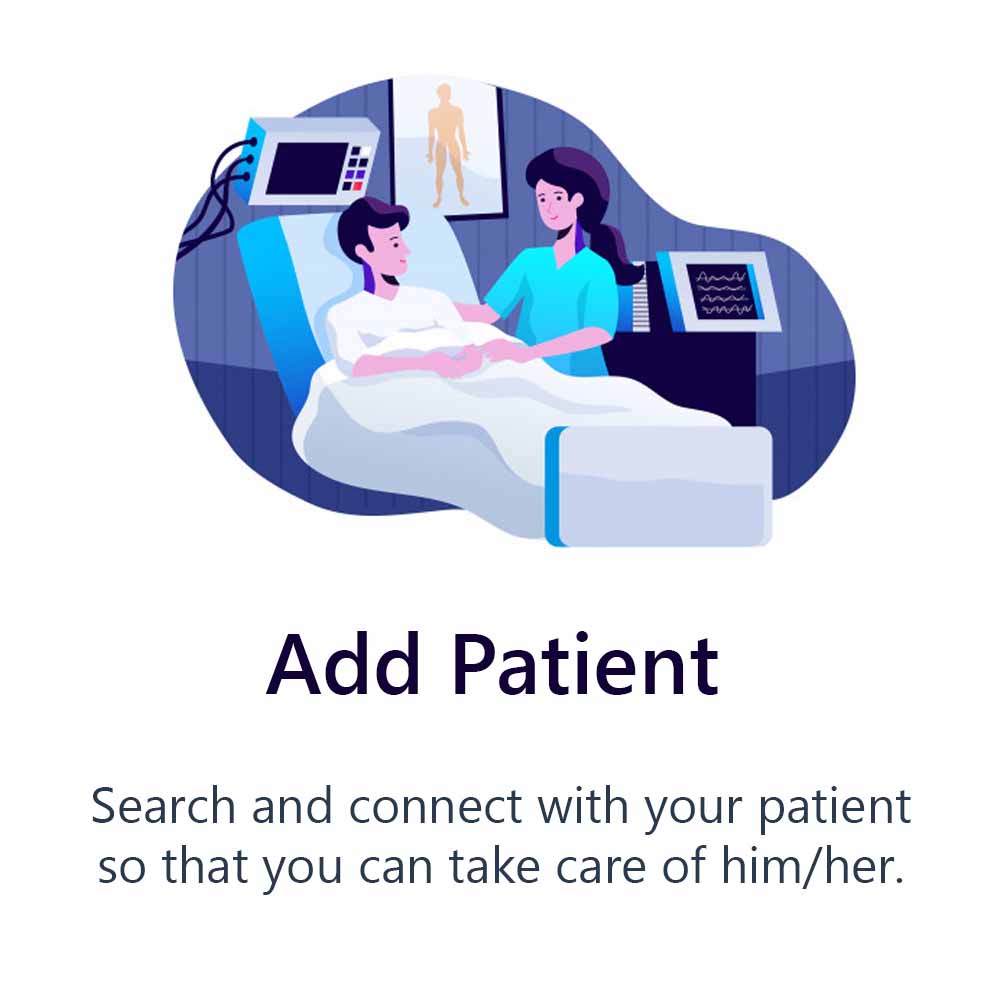 Add Patient
Search and connect with your patient
so that you can take care of him/her.